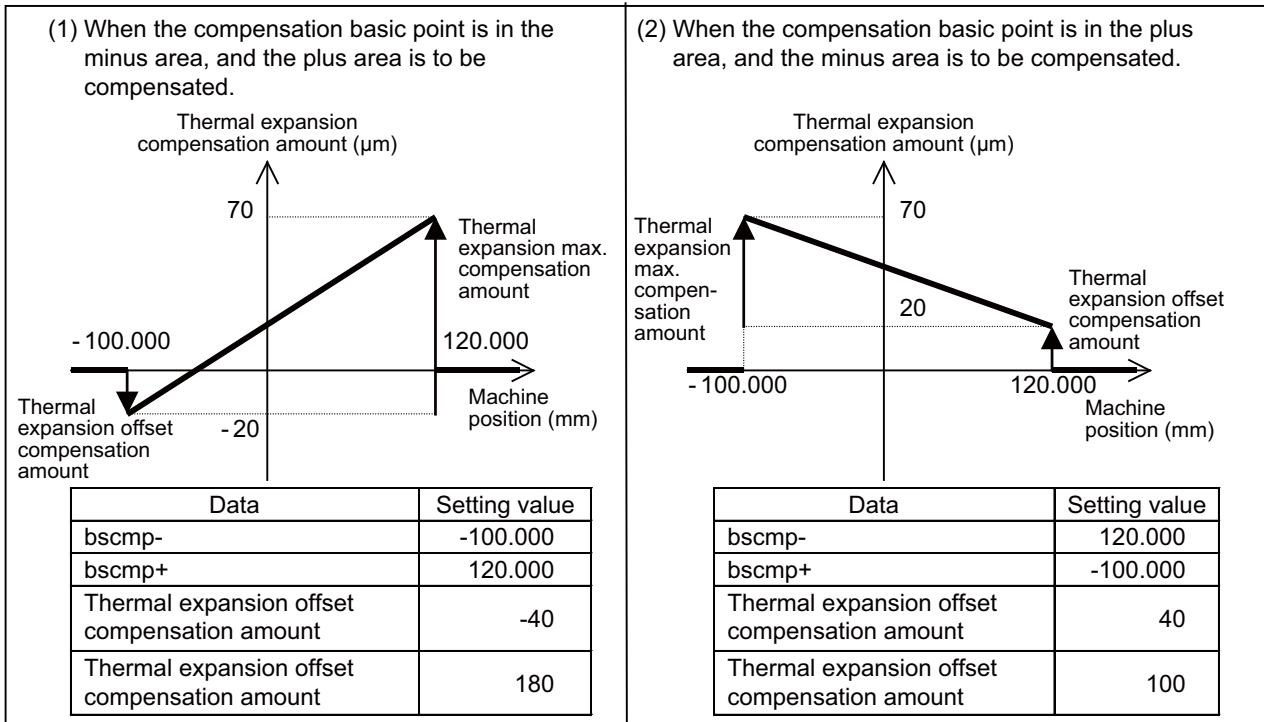 (1) When the compensation basic point is in the
minus area, and the plus area is to be
compensated.
Thermal expansion
compensation amount (µm)
70
Thermal
expansion max.
compensation
amount
- 100.000
120.000
Machine
position (mm)
Thermal
expansion offset
compensation
amount
- 20
Data Setting value
bscmp- -100.000
bscmp+ 120.000
Thermal expansion offset
compensation amount -40
Thermal expansion offset
compensation amount 180
(2) When the compensation basic point is in the plus
area, and the minus area is to be compensated.
Thermal expansion
compensation amount (µm)
70
Thermal
expansion
max.
compen-
sation
amount
20
Thermal
expansion offset
compensation
amount
- 100.000
120.000
Machine
position (mm)
Data Setting value
bscmp- 120.000
bscmp+ -100.000
Thermal expansion offset
compensation amount 40
Thermal expansion offset
compensation amount 100